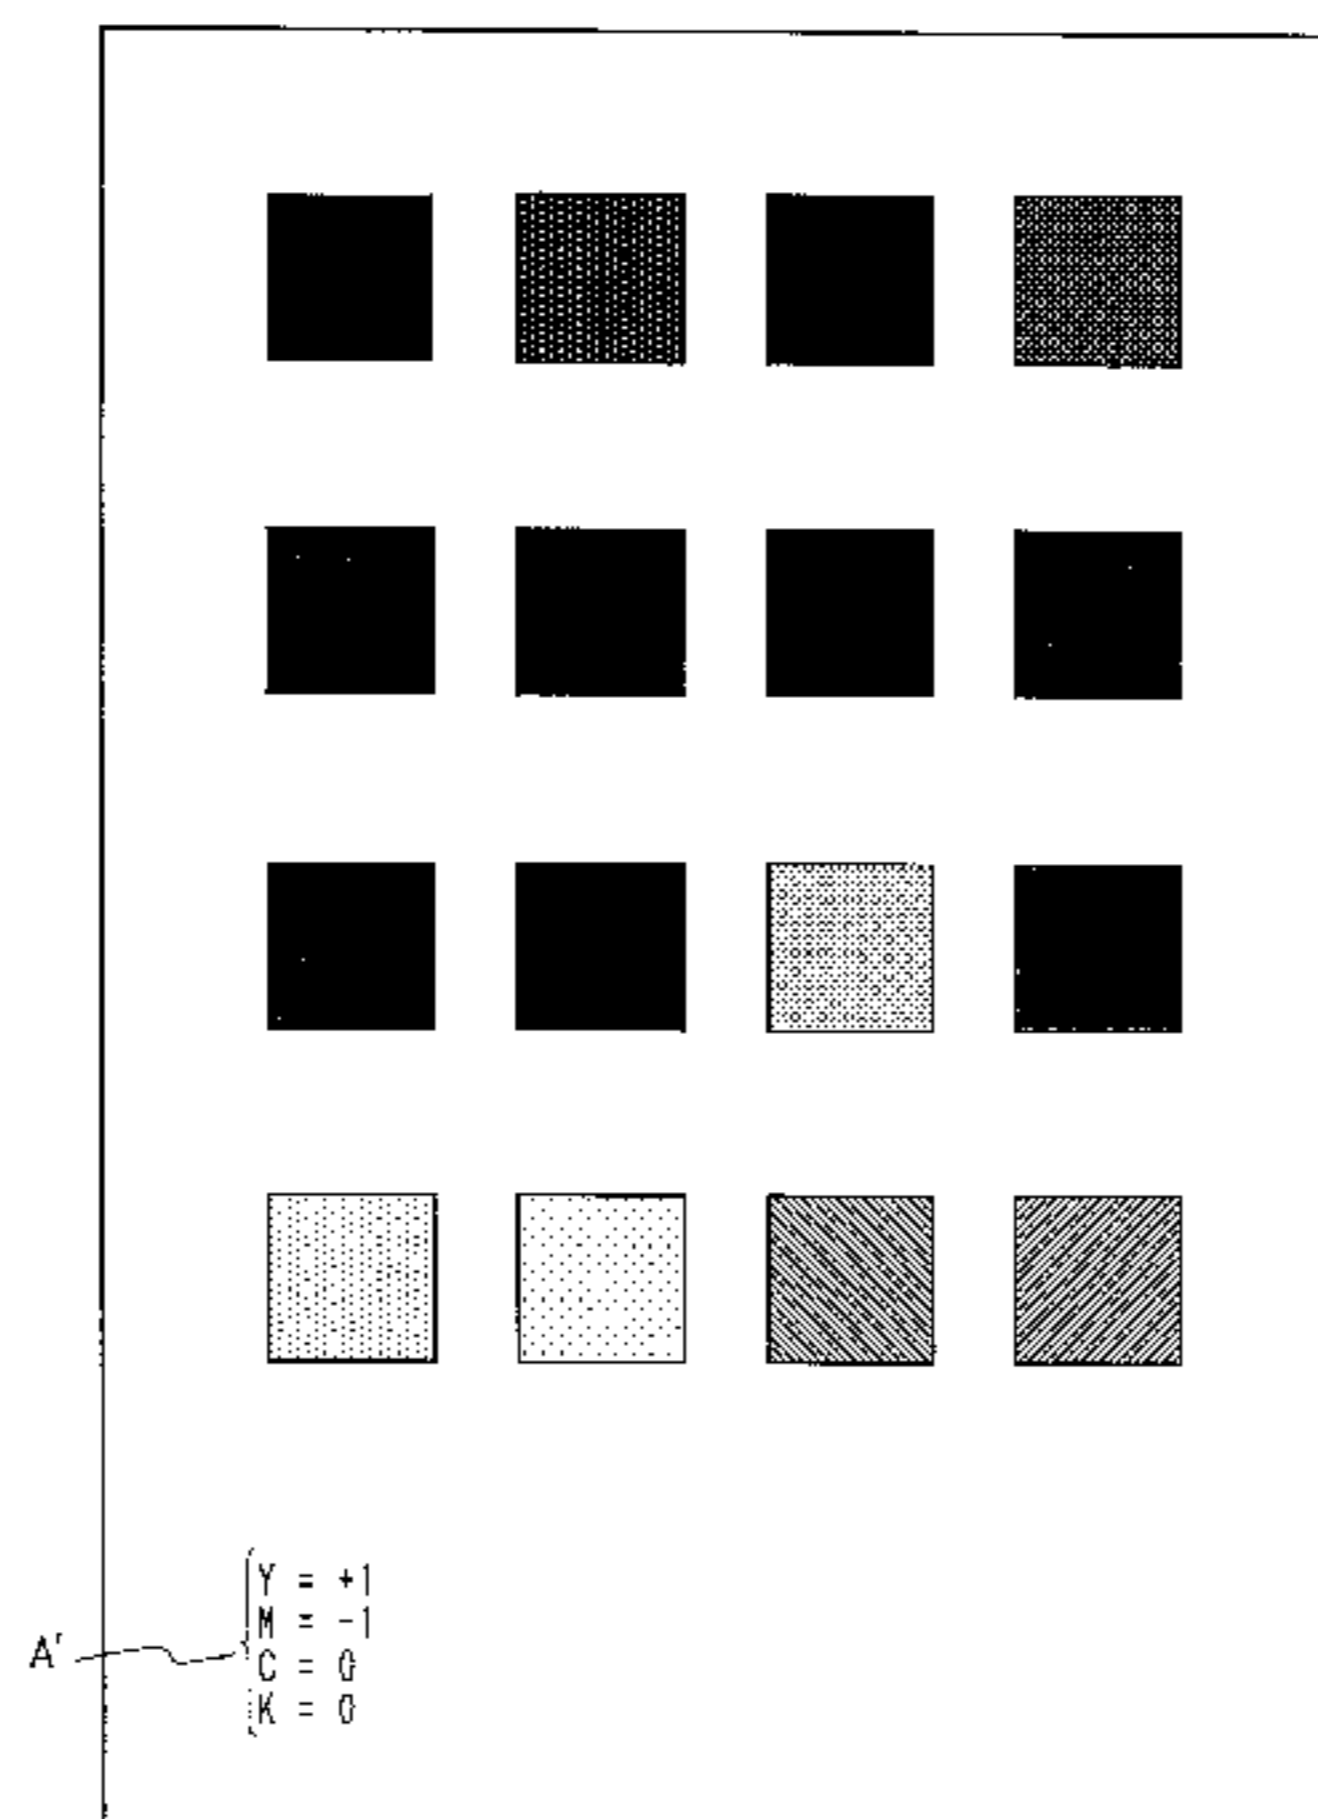 Y = +1
M = -1
A'
C = 0
K = 0